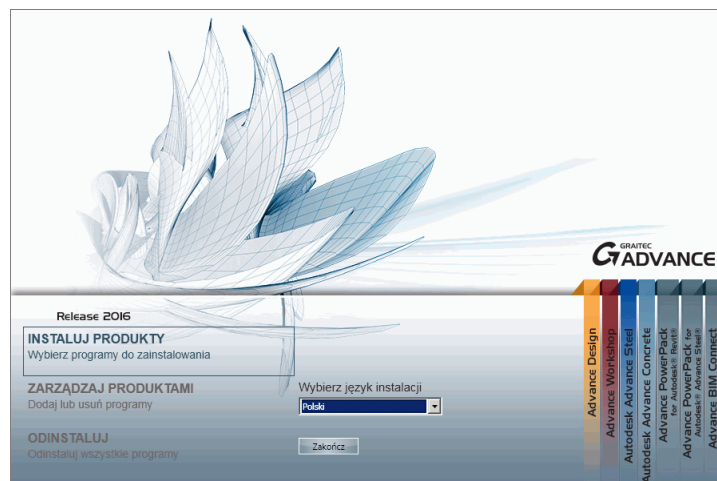 GRAITEC
ADVANCE
Release 2016
INSTALUJ PRODUKTY
Wybierz programy do zainstalowania
ZARZĄDZAJ PRODUKTAMI
Dodaj lub usuń programy
ODINSTALUJ
Odinstaluj wszystkie programy
Wybierz język instalacji
Polski
Zakończ
Advance Design
Advance Workshop
Autodesk Advance Steel
Autodesk Advance Concrete
Advance PowerPack
for Autodesk® Revit®
Advance PowerPack for
Autodesk® Advance Steel®
Advance BIM Connect